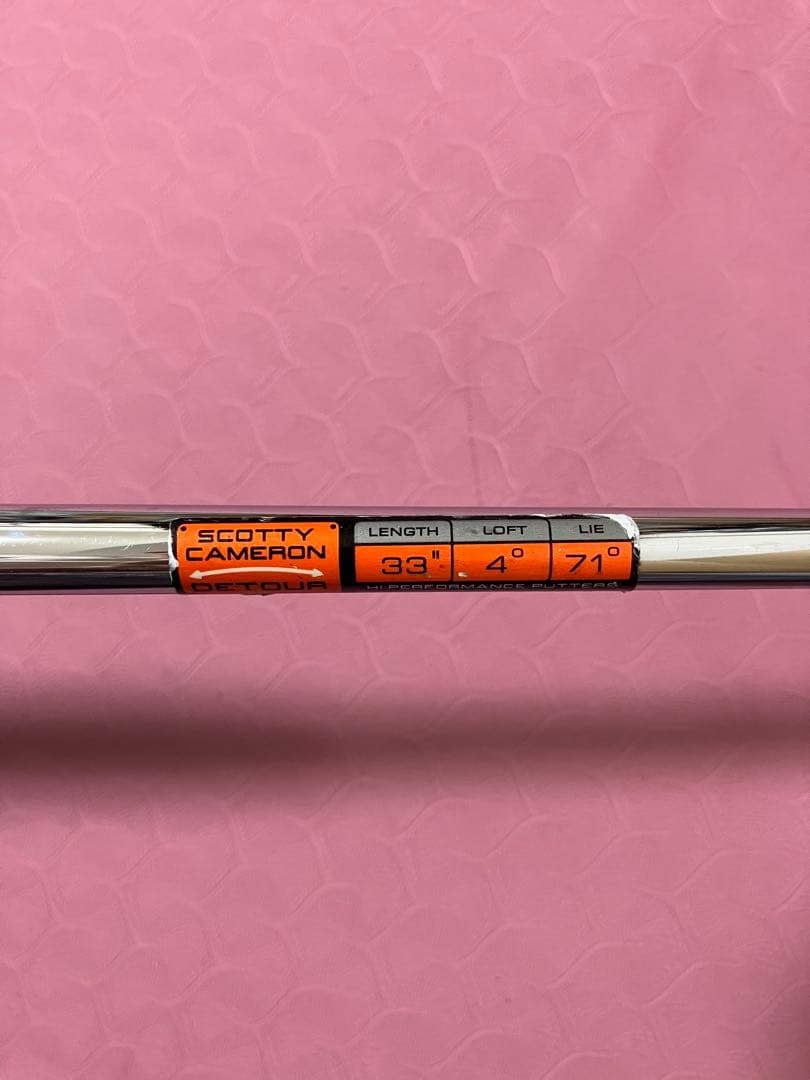 SCOTTY
CAMERON
DETOUR
LENGTH LOFT LIE
33" 4° 71°
HI PERFORMANCE PUTTERS